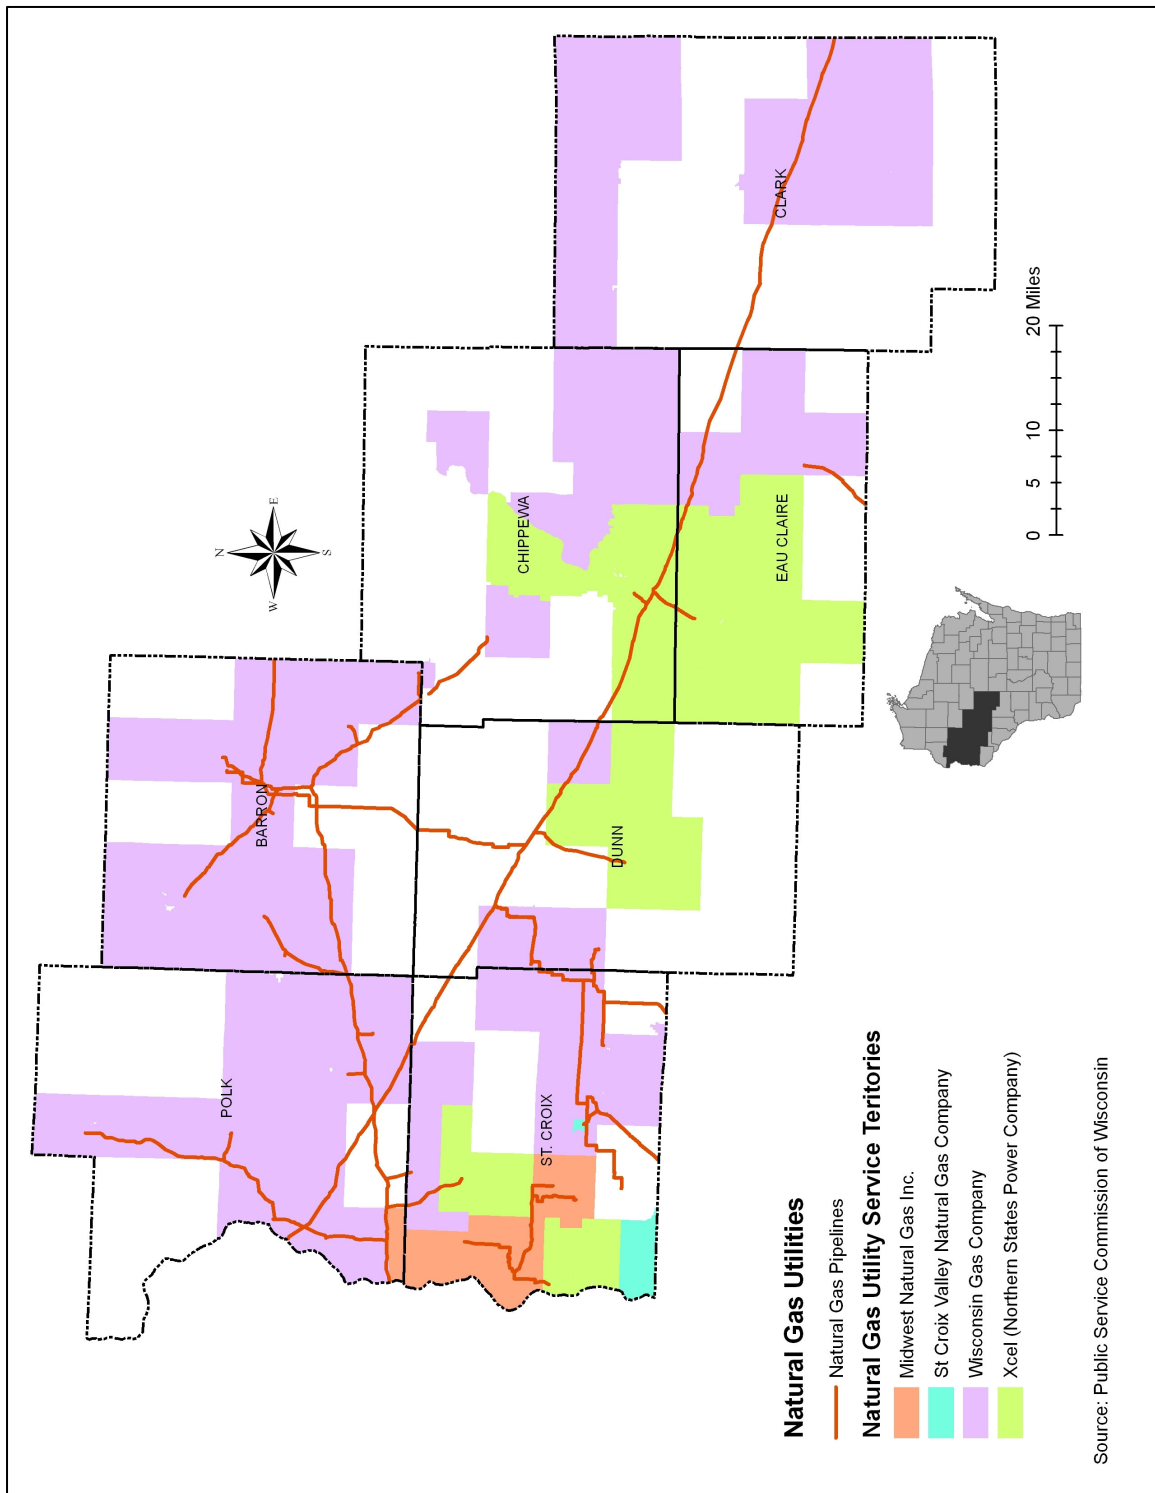 POLK
BARRON
CHIPPEWA
CLARK
ST. CROIX
DUNN
EAU CLAIRE
N
W
E
S
0 5 10 20 Miles
Natural Gas Utilities
Natural Gas Pipelines
Natural Gas Utility Service Teritories
Midwest Natural Gas Inc.
St Croix Valley Natural Gas Company
Wisconsin Gas Company
Xcel (Northern States Power Company)
Source: Public Service Commission of Wisconsin